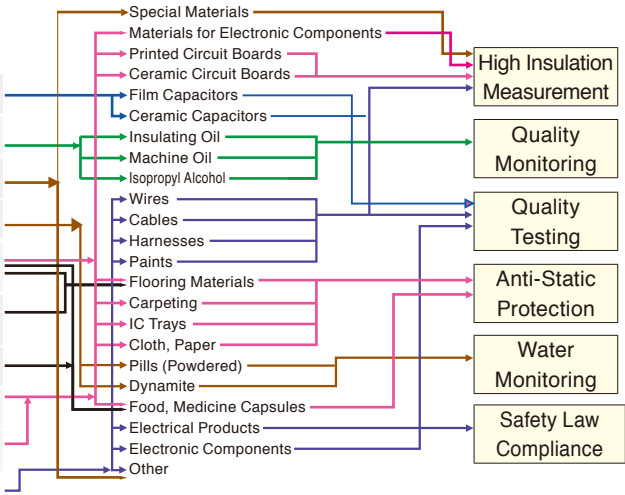 Special Materials
Materials for Electronic Components
Printed Circuit Boards
Ceramic Circuit Boards
Film Capacitors
Ceramic Capacitors
Insulating Oil
Machine Oil
Isopropyl Alcohol
Wires
Cables
Harnesses
Paints
Flooring Materials
Carpeting
IC Trays
Cloth, Paper
Pills (Powdered)
Dynamite
Food, Medicine Capsules
Electrical Products
Electronic Components
Other
High Insulation
Measurement
Quality
Monitoring
Quality
Testing
Anti-Static
Protection
Water
Monitoring
Safety Law
Compliance